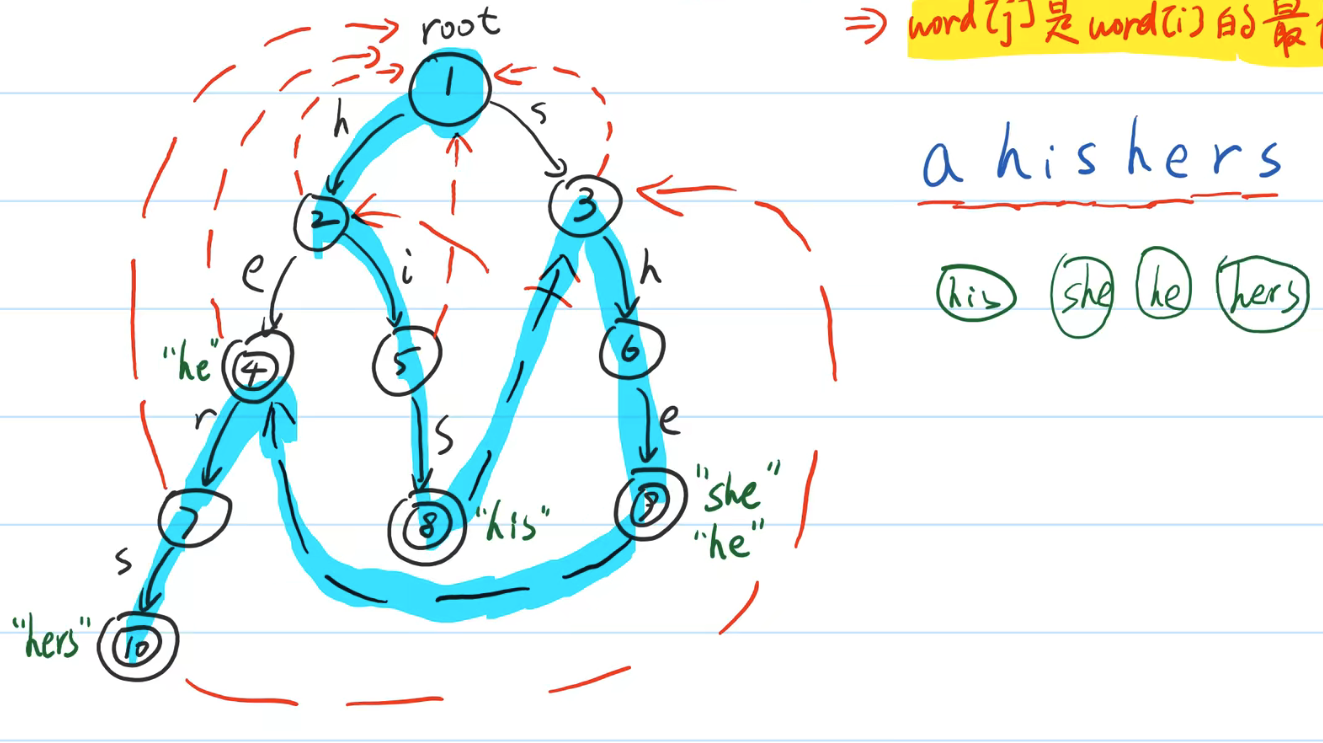 root
⇒ word[j]是word[i]的最
1
h
s
a h i s h e r s
2
3
e
i
h
his she he hers
"he"
4
5
6
r
s
e
7
8
"his"
9
"she"
"he"
s
"hers"
10